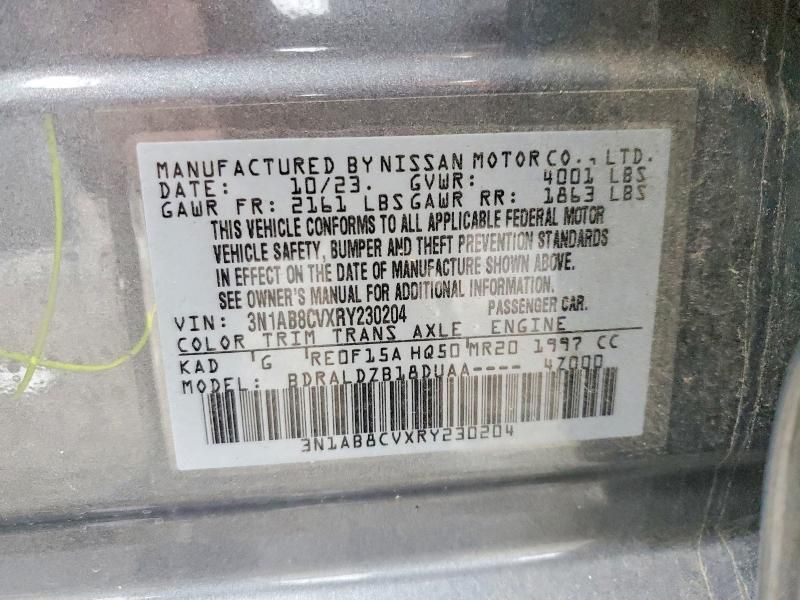 MANUFACTURED BY NISSAN MOTOR CO., LTD.
DATE: 10/23. GVWR: 4001 LBS
GAWR FR: 2161 LBS GAWR RR: 1863 LBS
THIS VEHICLE CONFORMS TO ALL APPLICABLE FEDERAL MOTOR
VEHICLE SAFETY, BUMPER AND THEFT PREVENTION STANDARDS
IN EFFECT ON THE DATE OF MANUFACTURE SHOWN ABOVE.
SEE OWNER'S MANUAL FOR ADDITIONAL INFORMATION.
VIN: 3N1AB8CVXRY230204 PASSENGER CAR.
COLOR TRIM TRANS AXLE ENGINE
KAD G RE0F15A HQ50 MR20 1997 CC
MODEL: BDRALDZB18DUAA---- 4Z000
3N1AB8CVXRY230204